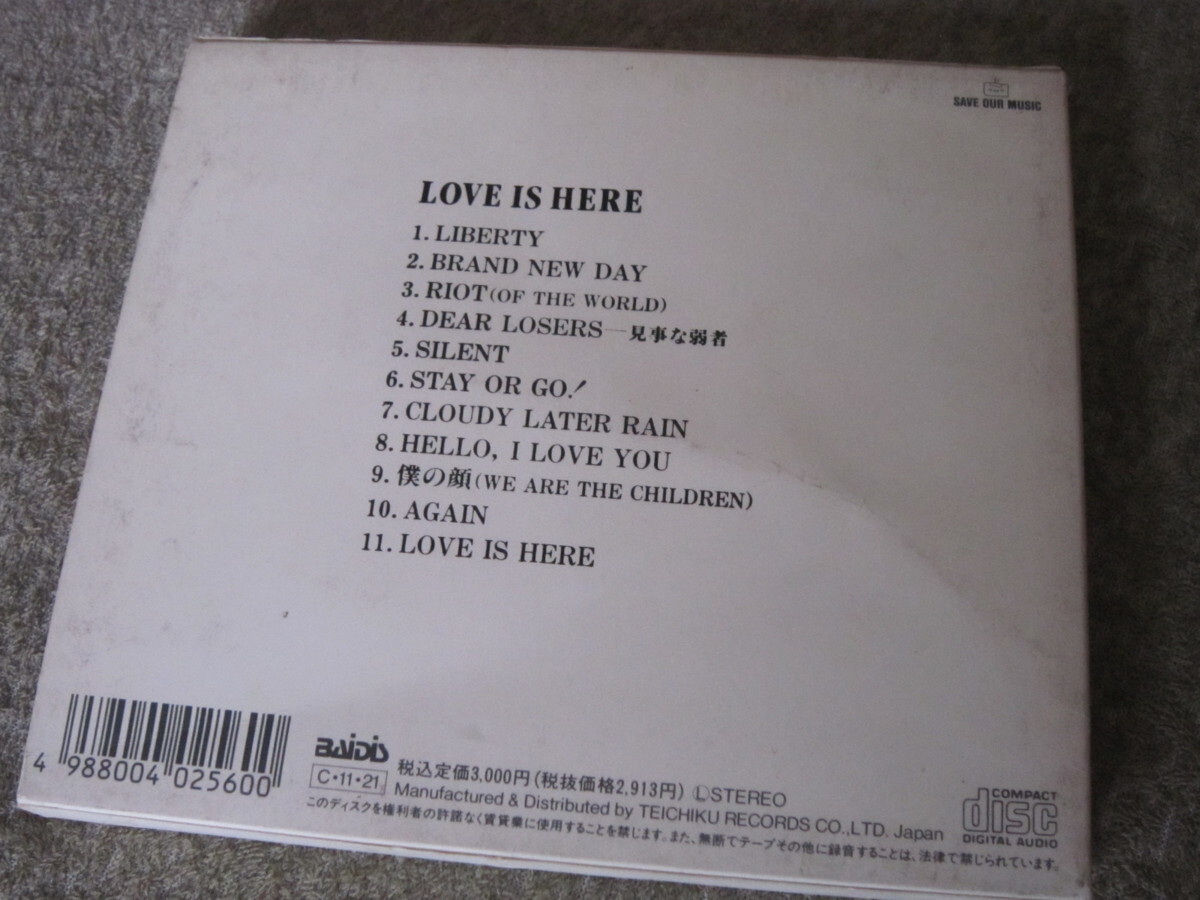 SAVE OUR MUSIC
LOVE IS HERE
1. LIBERTY
2. BRAND NEW DAY
3. RIOT(OF THE WORLD)
4. DEAR LOSERS—見事な弱者
5. SILENT
6. STAY OR GO!
7. CLOUDY LATER RAIN
8. HELLO, I LOVE YOU
9. 僕の顔(WE ARE THE CHILDREN)
10. AGAIN
11. LOVE IS HERE
4 988004 025600
BAIDIS
C・11・21
税込定価3,000円(税抜価格2,913円) Ⓛ STEREO
Manufactured & Distributed by TEICHIKU RECORDS CO.,LTD. Japan
このディスクを権利者の許諾なく賃貸業に使用することを禁じます。また、無断でテープその他に録音することは、法律で禁じられています。
COMPACT
disc
DIGITAL AUDIO